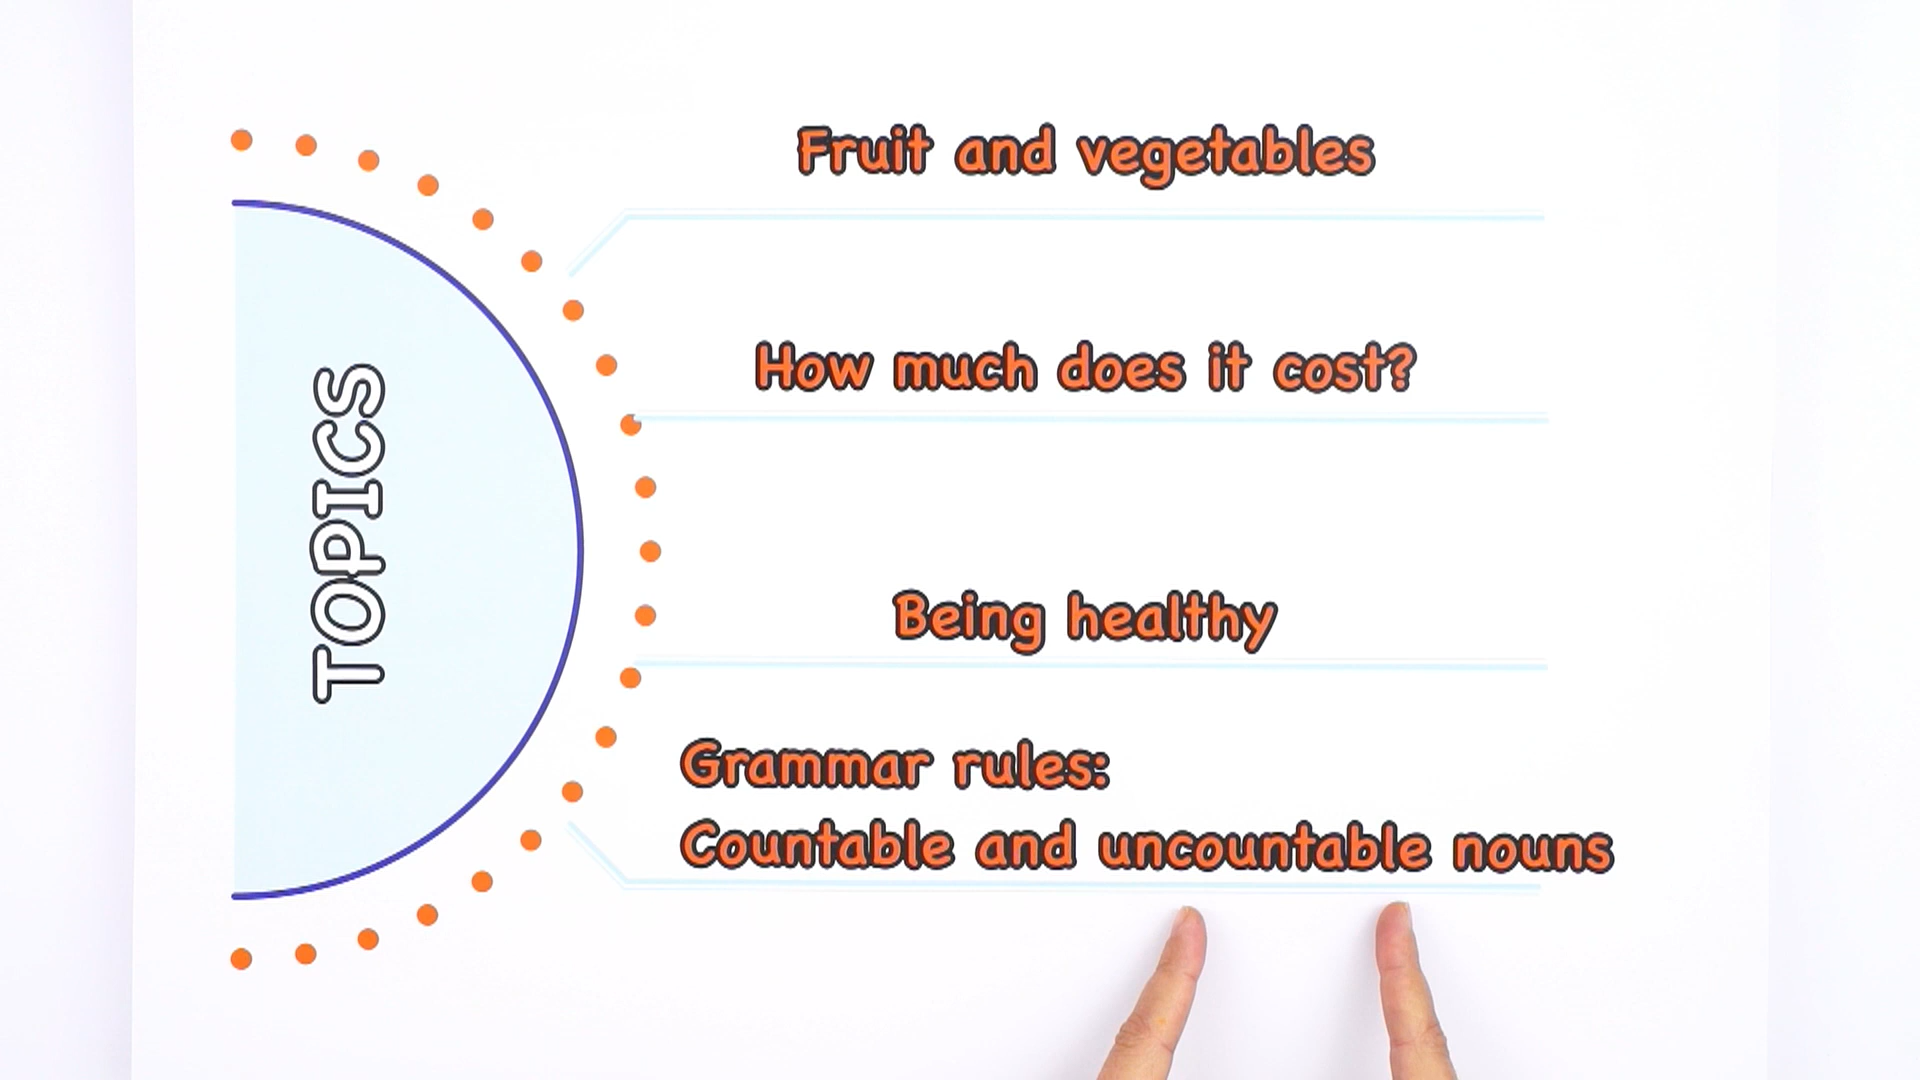 TOPICS
Fruit and vegetables
How much does it cost?
Being healthy
Grammar rules:
Countable and uncountable nouns